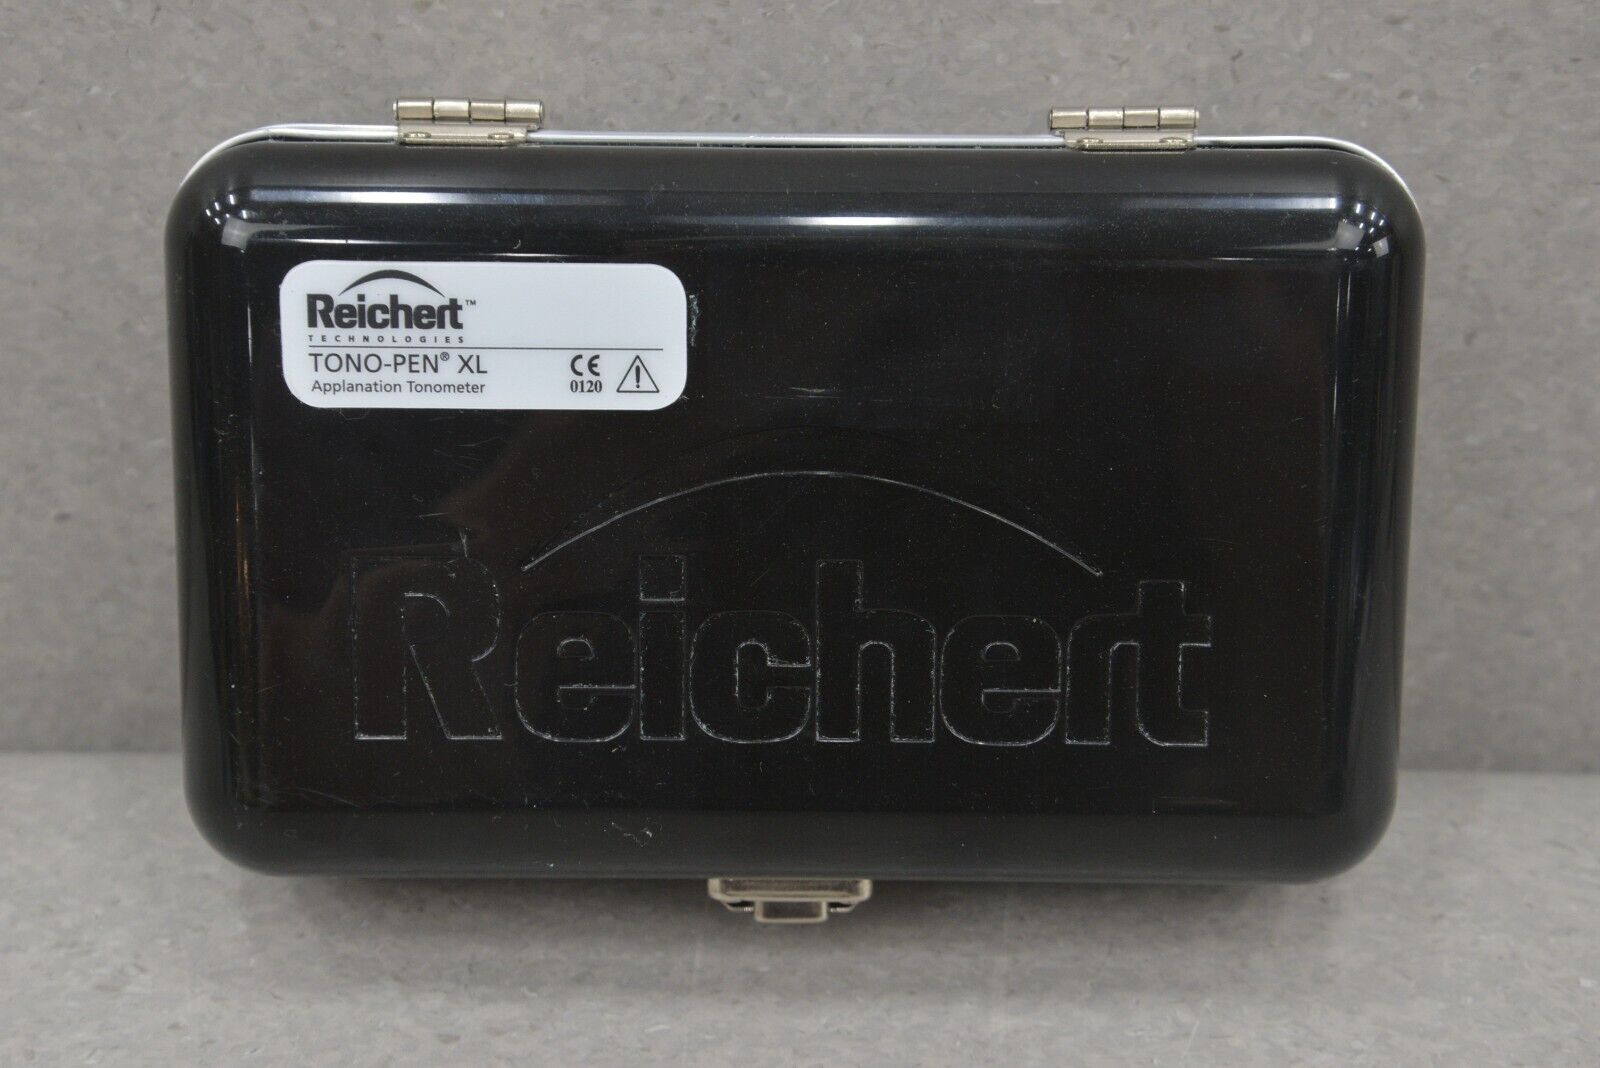 Reichert™
TECHNOLOGIES
TONO-PEN® XL
Applanation Tonometer
CE
0120
Reichert